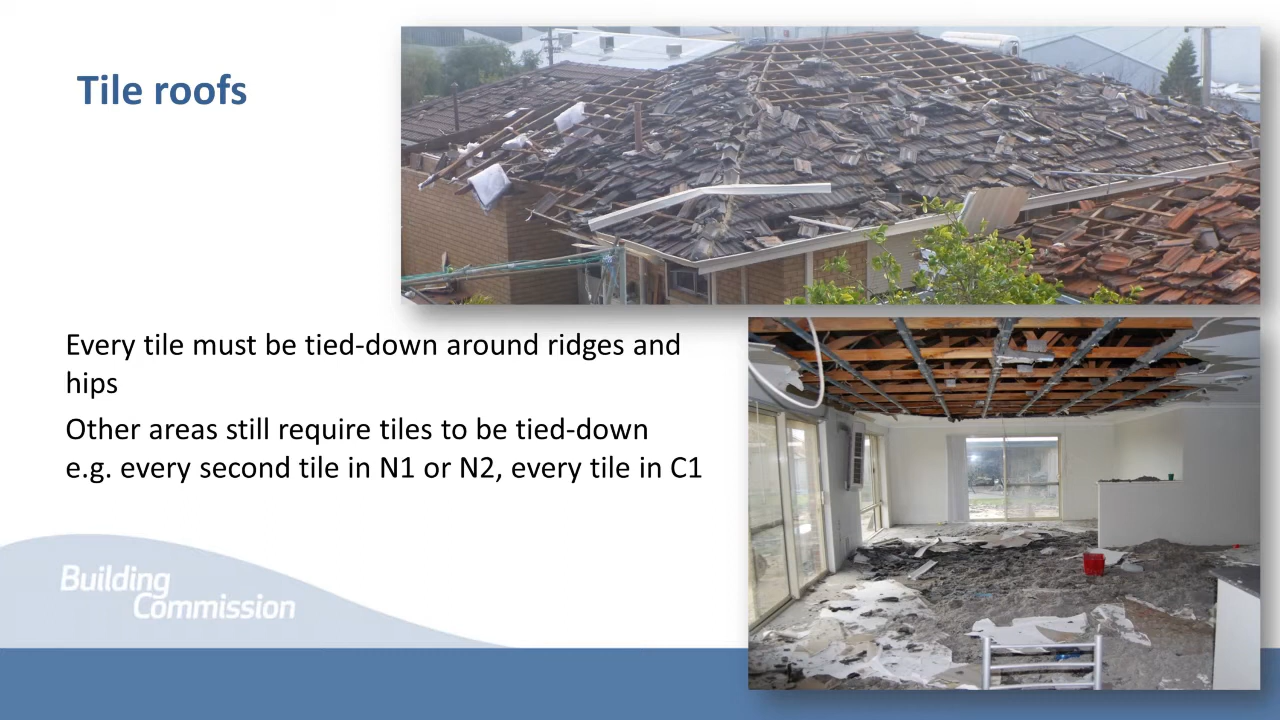 Tile roofs
Every tile must be tied-down around ridges and
hips
Other areas still require tiles to be tied-down
e.g. every second tile in N1 or N2, every tile in C1
Building
Commission